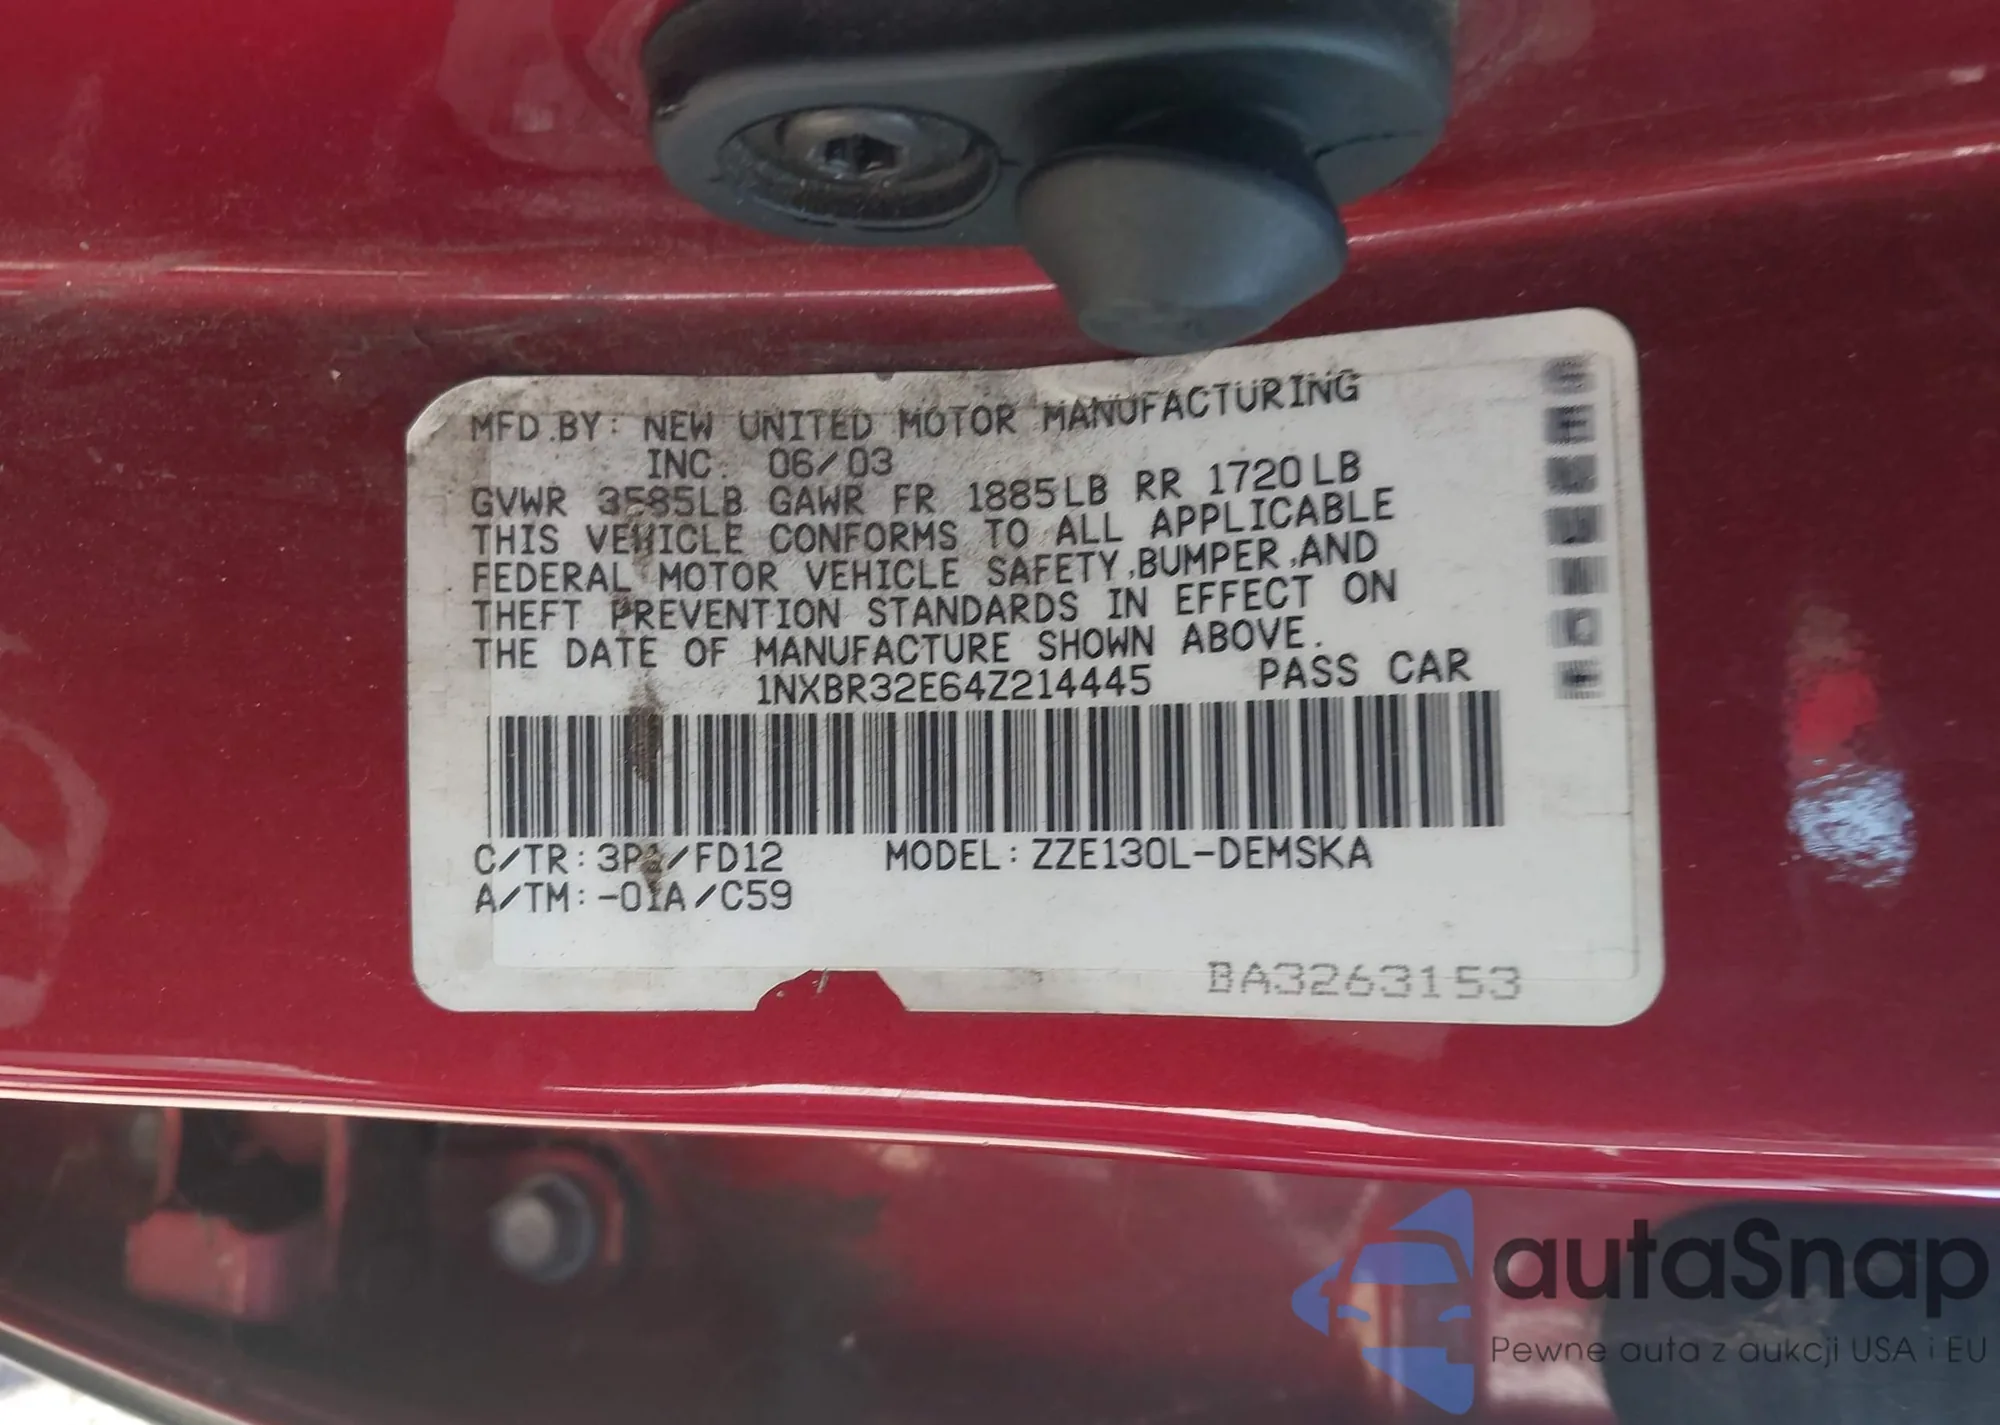 MFD.BY: NEW UNITED MOTOR MANUFACTURING
INC. 06/03
GVWR 3585LB GAWR FR 1885LB RR 1720LB
THIS VEHICLE CONFORMS TO ALL APPLICABLE
FEDERAL MOTOR VEHICLE SAFETY,BUMPER,AND
THEFT PREVENTION STANDARDS IN EFFECT ON
THE DATE OF MANUFACTURE SHOWN ABOVE.
1NXBR32E64Z214445 PASS CAR
C/TR: /FD12 MODEL: ZZE130L-DEMSKA
A/TM: -01A/C59
BA3263153
autaSnap
Pewne auta z aukcji USA i EU